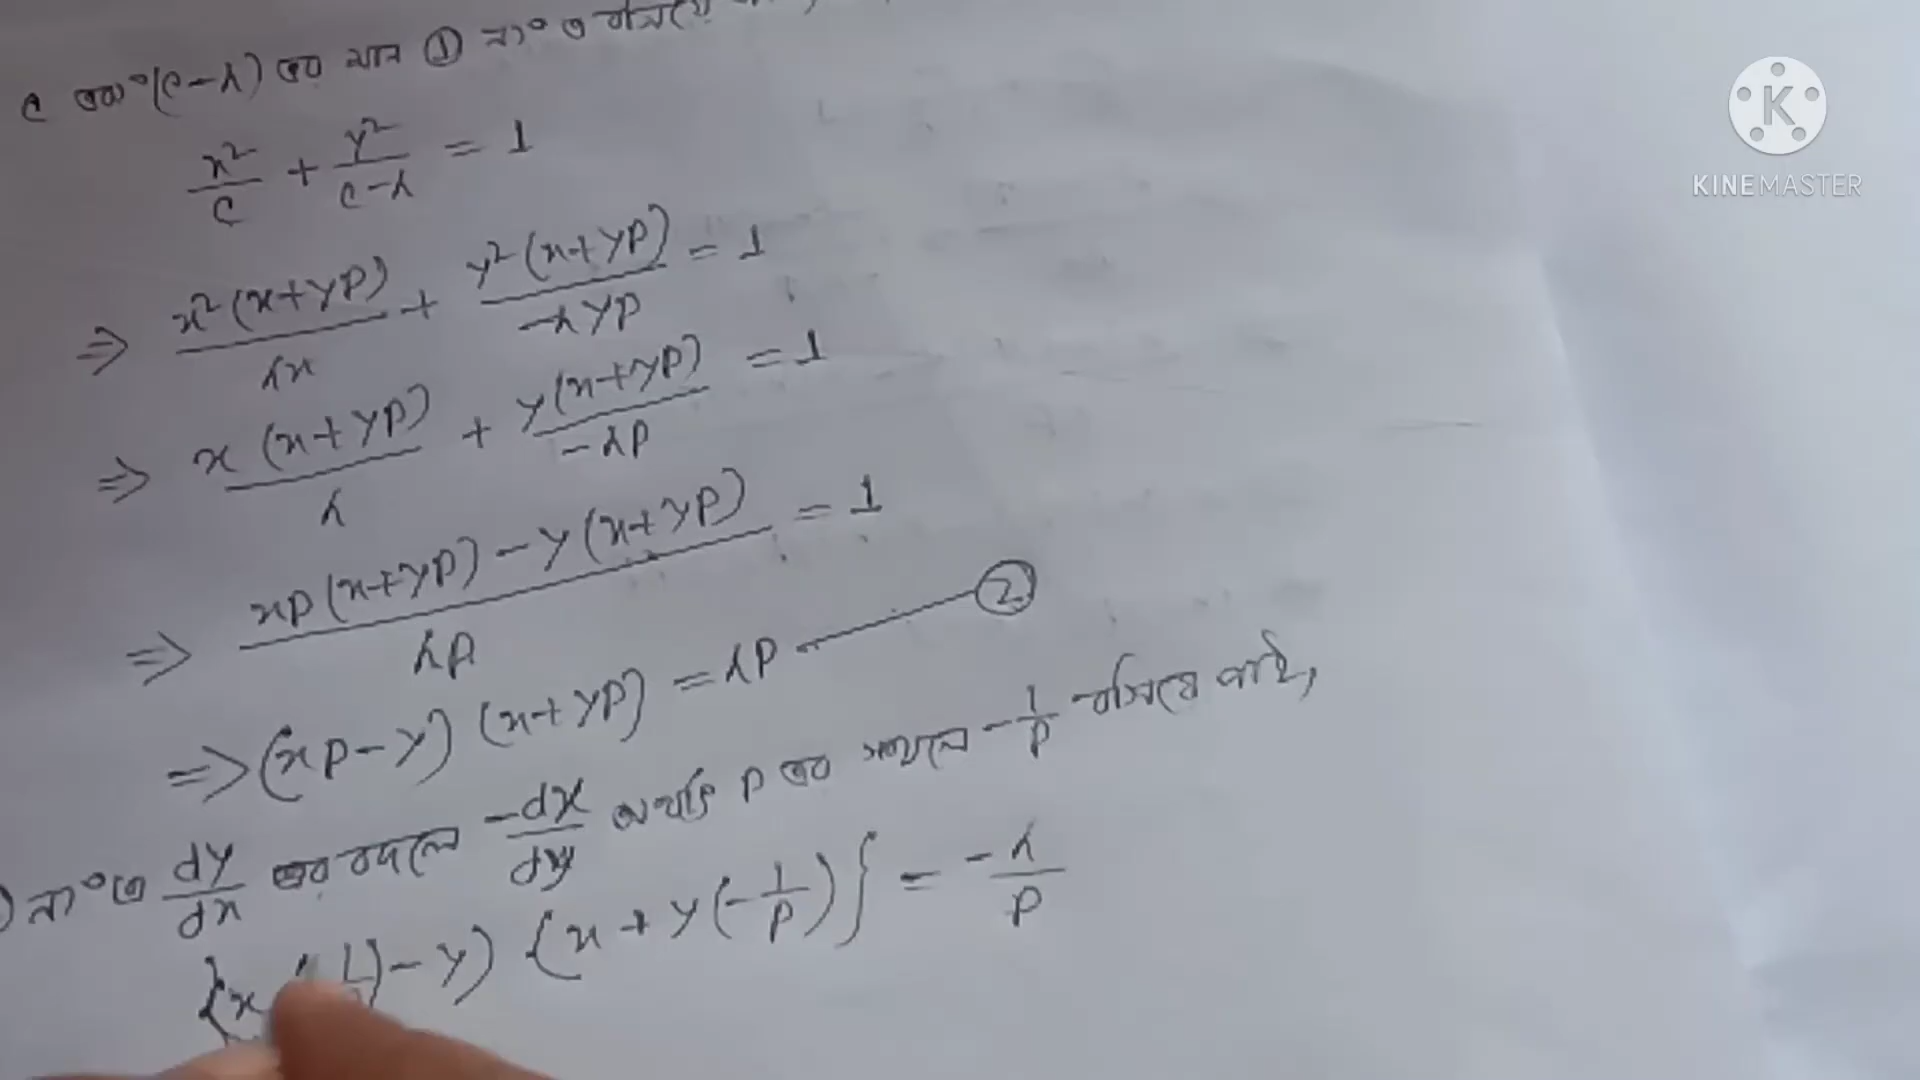 c এবং (c-λ) এর মান ① নং এ বসিয়ে
x²/c + y²/(c-λ) = 1
⇒ x²(x+yp)/λx + y²(x+yp)/-λyp = 1
⇒ x(x+yp)/λ + y(x+yp)/-λp = 1
⇒ (xp(x+yp) - y(x+yp))/λp = 1
⇒ (xp-y) (x+yp) = λp — ②
নং এ dy/dx এর বদলে -dx/dy অর্থাৎ p এর স্থলে -1/p বসিয়ে পাই,
{x( 1 )-y) {x+y(-1/p)} = -λ/p
KINEMASTER